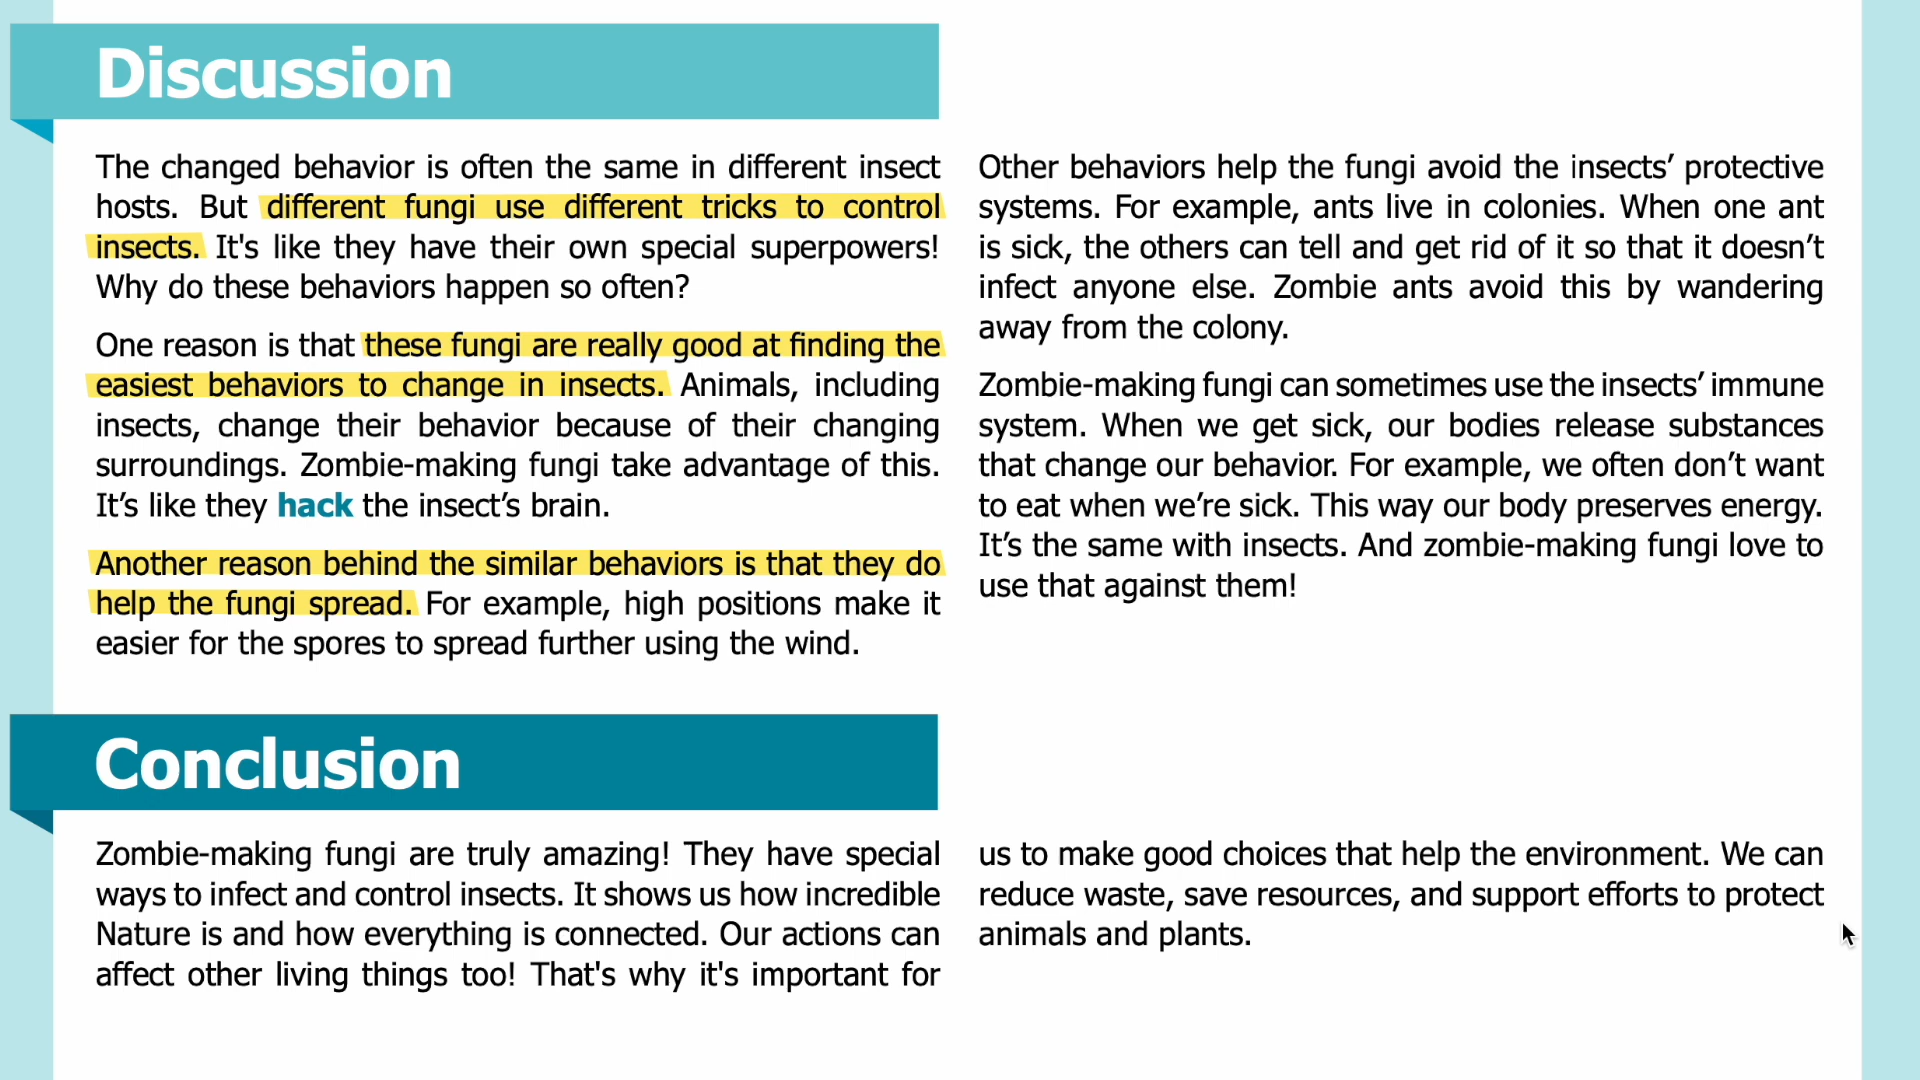 Discussion
The changed behavior is often the same in different insect
hosts. But different fungi use different tricks to control
insects. It's like they have their own special superpowers!
Why do these behaviors happen so often?
One reason is that these fungi are really good at finding the
easiest behaviors to change in insects. Animals, including
insects, change their behavior because of their changing
surroundings. Zombie-making fungi take advantage of this.
It’s like they hack the insect’s brain.
Another reason behind the similar behaviors is that they do
help the fungi spread. For example, high positions make it
easier for the spores to spread further using the wind.
Other behaviors help the fungi avoid the insects’ protective
systems. For example, ants live in colonies. When one ant
is sick, the others can tell and get rid of it so that it doesn’t
infect anyone else. Zombie ants avoid this by wandering
away from the colony.
Zombie-making fungi can sometimes use the insects’ immune
system. When we get sick, our bodies release substances
that change our behavior. For example, we often don’t want
to eat when we’re sick. This way our body preserves energy.
It’s the same with insects. And zombie-making fungi love to
use that against them!
Conclusion
Zombie-making fungi are truly amazing! They have special
ways to infect and control insects. It shows us how incredible
Nature is and how everything is connected. Our actions can
affect other living things too! That's why it's important for
us to make good choices that help the environment. We can
reduce waste, save resources, and support efforts to protect
animals and plants.